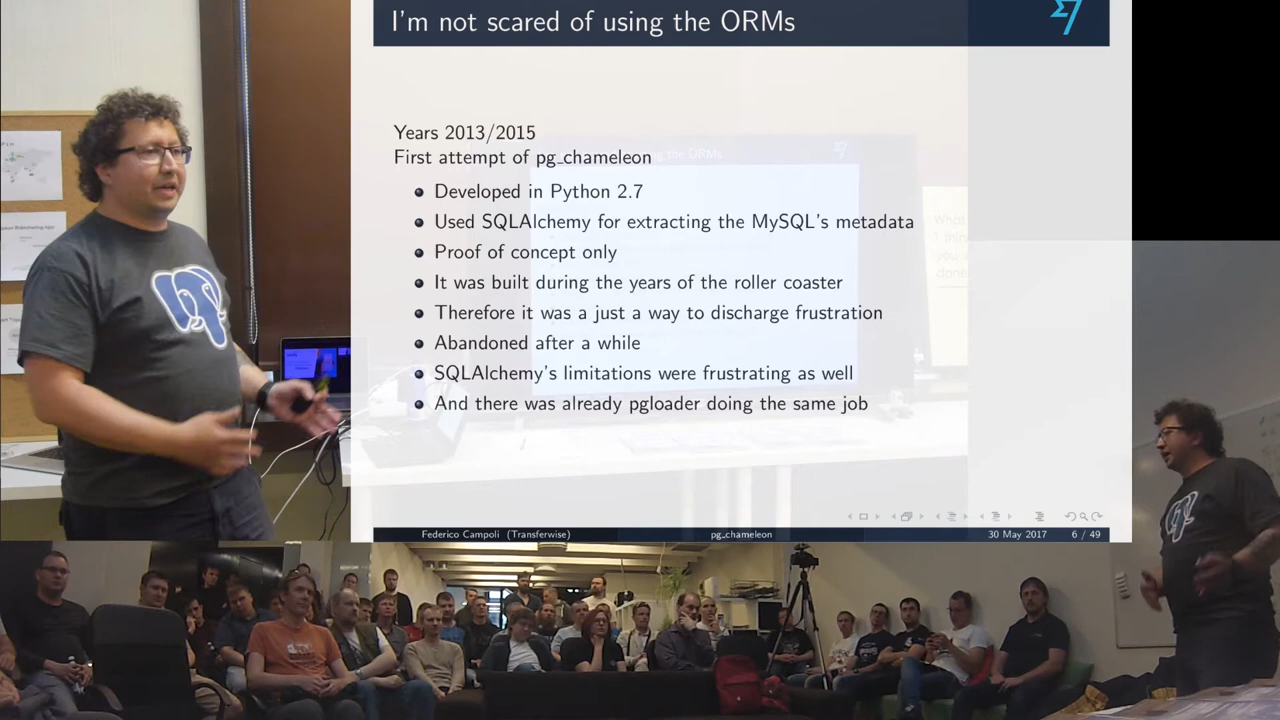 I'm not scared of using the ORMs
Years 2013/2015
First attempt of pg_chameleon
Developed in Python 2.7
Used SQLAlchemy for extracting the MySQL's metadata
Proof of concept only
It was built during the years of the roller coaster
Therefore it was a just a way to discharge frustration
Abandoned after a while
SQLAlchemy's limitations were frustrating as well
And there was already pgloader doing the same job
Federico Campoli (Transferwise)
pg_chameleon
30 May 2017
6 / 49